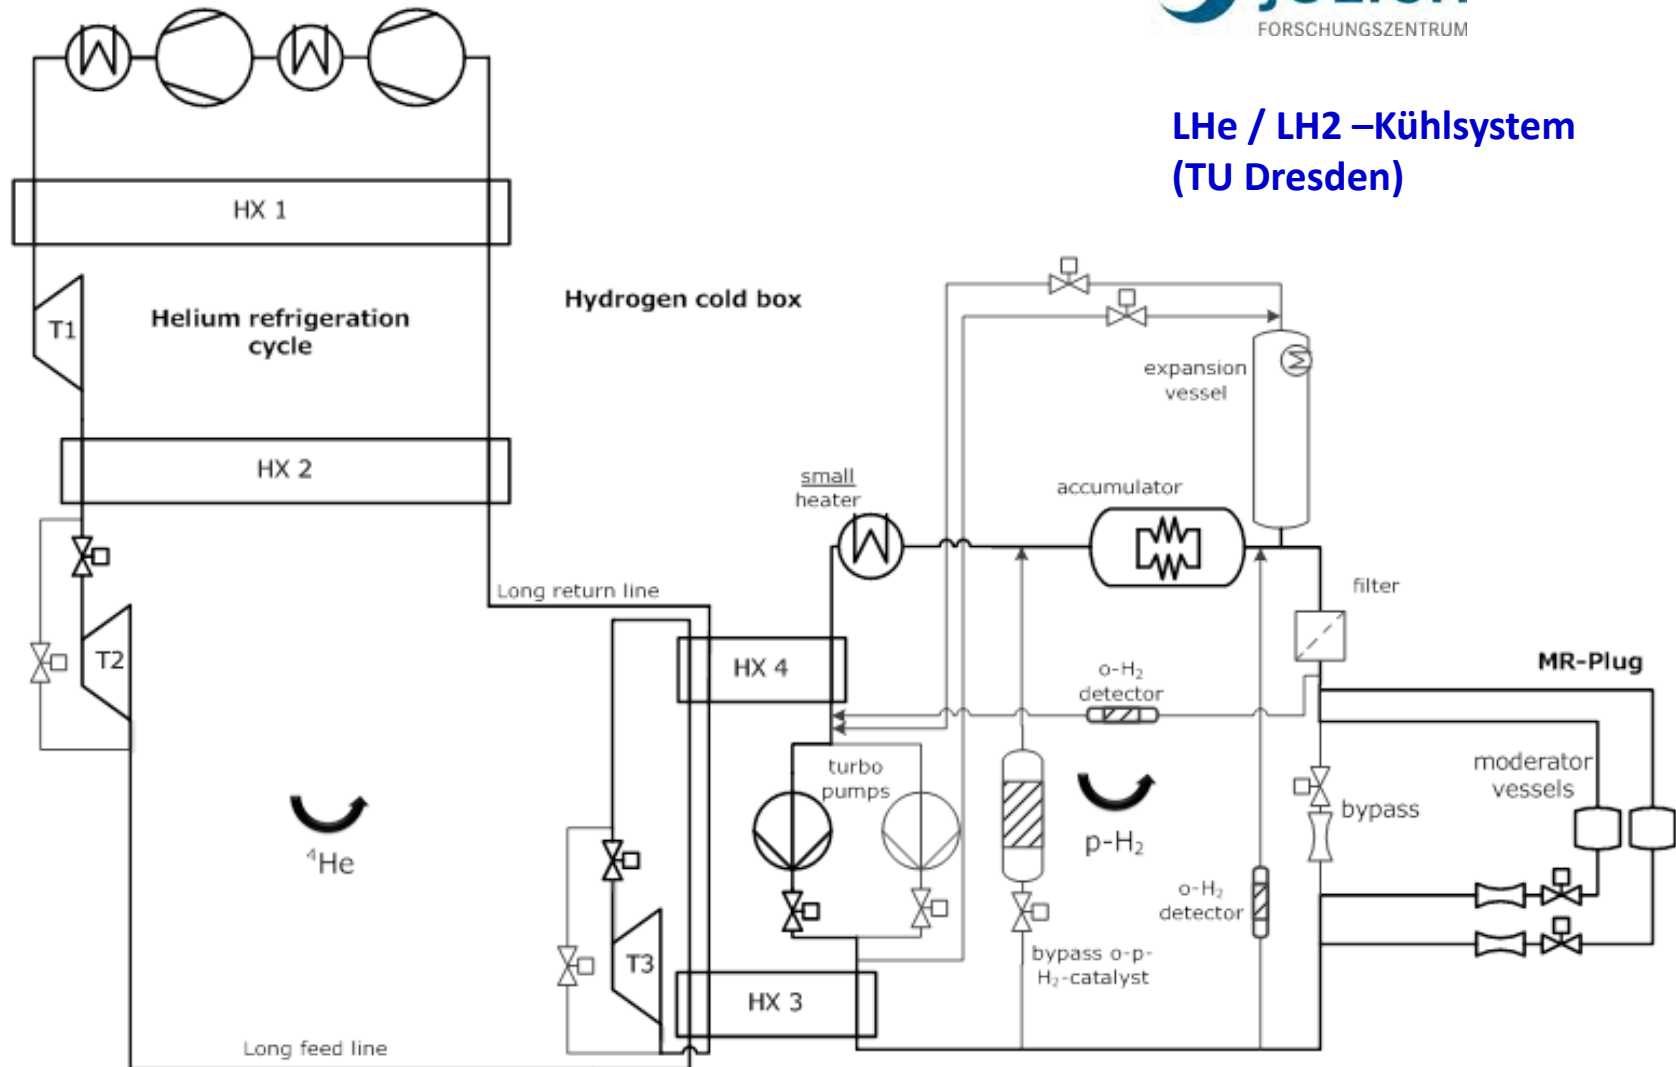 FORSCHUNGSZENTRUM
LHe / LH2 –Kühlsystem
(TU Dresden)
HX 1
T1
Helium refrigeration
cycle
Hydrogen cold box
expansion
vessel
HX 2
small
heater
accumulator
Long return line
filter
T2
HX 4
o-H₂
detector
MR-Plug
turbo
pumps
moderator
vessels
bypass
⁴He
p-H₂
o-H₂
detector
T3
bypass o-p-
H₂-catalyst
HX 3
Long feed line